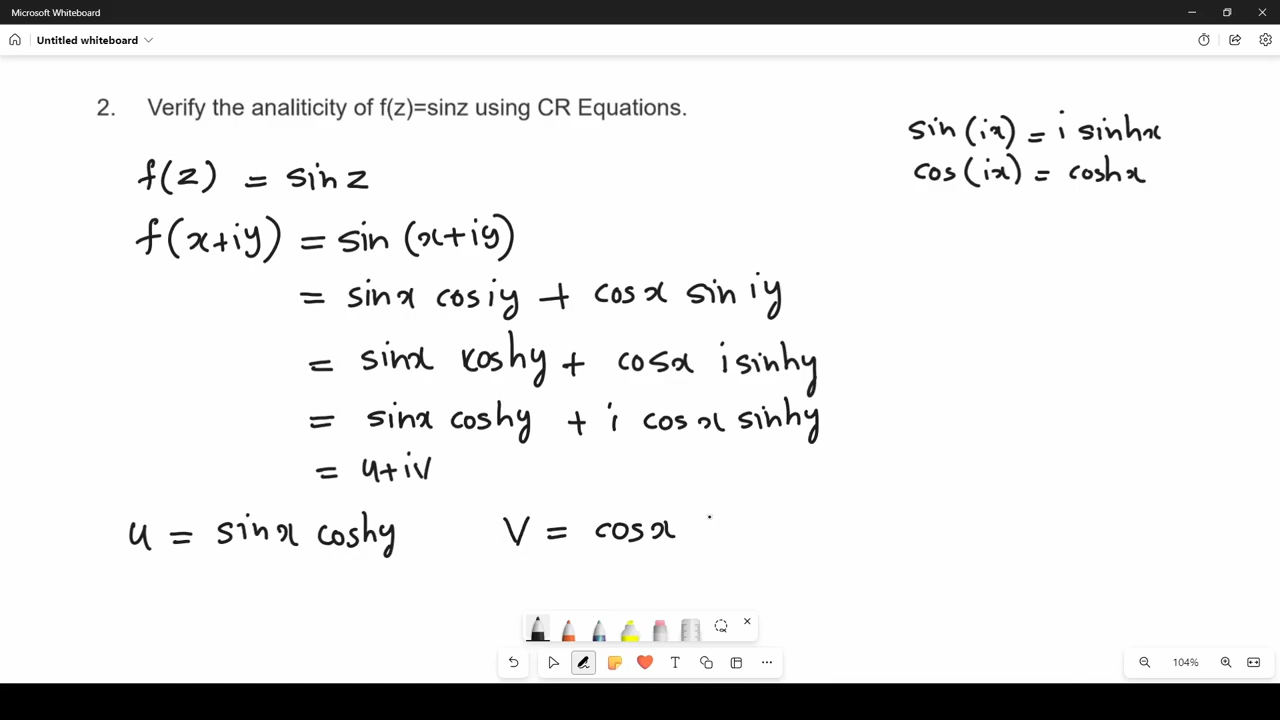 Microsoft Whiteboard
Untitled whiteboard
2. Verify the analiticity of f(z)=sinz using CR Equations.
sin(ix) = i sinhx
cos(ix) = coshx
f(z) = sinz
f(x+iy) = sin(x+iy)
= sinx cosiy + cosx siniy
= sinx coshy + cosx i sinhy
= sinx coshy + i cosx sinhy
= u+iv
u = sinx coshy V = cosx
104%